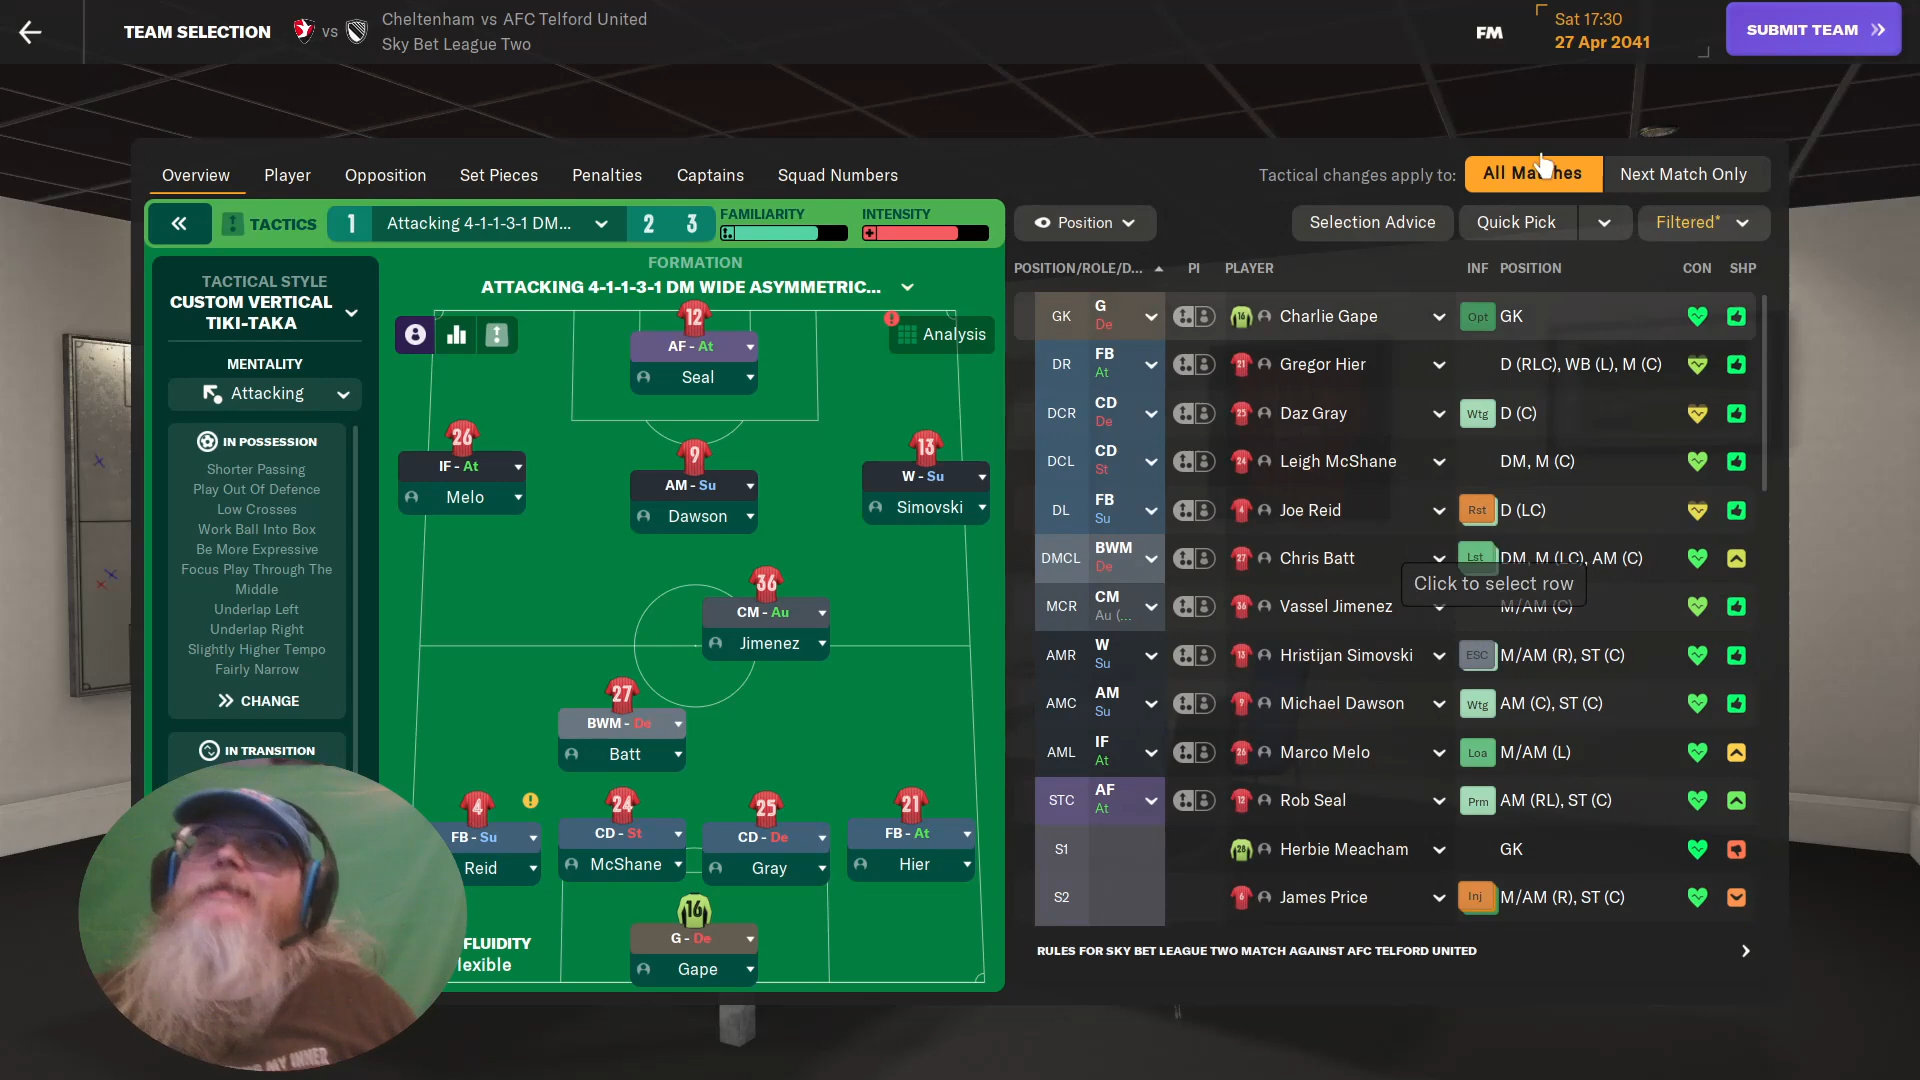 TEAM SELECTION
vs
Cheltenham vs AFC Telford United
Sky Bet League Two
FM
Sat 17:30
27 Apr 2041
SUBMIT TEAM
Overview
Player
Opposition
Set Pieces
Penalties
Captains
Squad Numbers
Tactical changes apply to:
All Matches
Next Match Only
TACTICS
1
Attacking 4-1-1-3-1 DM...
2
3
FAMILIARITY
INTENSITY
Position
Selection Advice
Quick Pick
Filtered*
TACTICAL STYLE
CUSTOM VERTICAL
TIKI-TAKA
MENTALITY
Attacking
IN POSSESSION
Shorter Passing
Play Out Of Defence
Low Crosses
Work Ball Into Box
Be More Expressive
Focus Play Through The
Middle
Underlap Left
Underlap Right
Slightly Higher Tempo
Fairly Narrow
CHANGE
IN TRANSITION
FORMATION
ATTACKING 4-1-1-3-1 DM WIDE ASYMMETRIC...
Analysis
12
AF - At
Seal
26
IF - At
Melo
9
AM - Su
Dawson
13
W - Su
Simovski
36
CM - Au
Jimenez
27
BWM - De
Batt
4
FB - Su
Reid
24
CD - St
McShane
25
CD - De
Gray
21
FB - At
Hier
16
G - De
Gape
FLUIDITY
lexible
POSITION/ROLE/D... PI PLAYER INF POSITION CON SHP
GK G De 16 Charlie Gape Opt GK
DR FB At 21 Gregor Hier D (RLC), WB (L), M (C)
DCR CD De 25 Daz Gray Wtg D (C)
DCL CD St 24 Leigh McShane DM, M (C)
DL FB Su 4 Joe Reid Rst D (LC)
DMCL BWM De 27 Chris Batt Lst DM, M (LC), AM (C)
Click to select row
MCR CM Au (... 36 Vassel Jimenez M/AM (C)
AMR W Su 13 Hristijan Simovski ESC M/AM (R), ST (C)
AMC AM Su 9 Michael Dawson Wtg AM (C), ST (C)
AML IF At 26 Marco Melo Loa M/AM (L)
STC AF At 12 Rob Seal Prm AM (RL), ST (C)
S1 28 Herbie Meacham GK
S2 6 James Price Inj M/AM (R), ST (C)
RULES FOR SKY BET LEAGUE TWO MATCH AGAINST AFC TELFORD UNITED
MY INNER